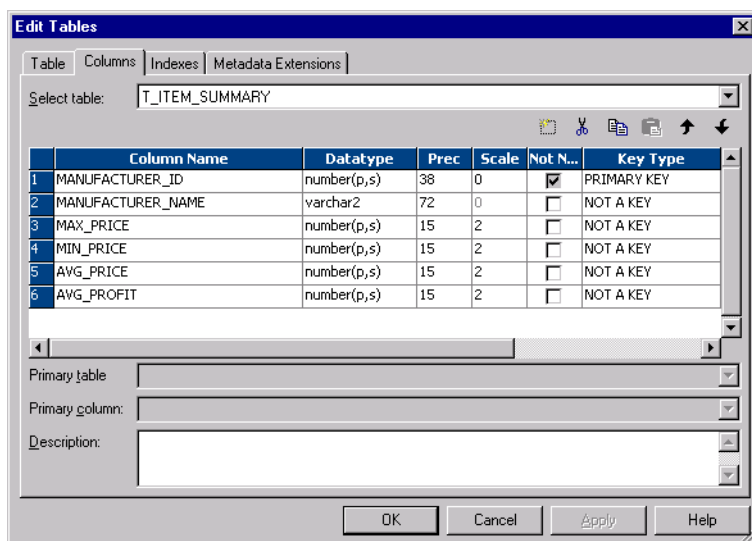 Edit Tables
Table Columns Indexes Metadata Extensions
Select table: T_ITEM_SUMMARY
Column Name Datatype Prec Scale Not N... Key Type
1 MANUFACTURER_ID number(p,s) 38 0 PRIMARY KEY
2 MANUFACTURER_NAME varchar2 72 0 NOT A KEY
3 MAX_PRICE number(p,s) 15 2 NOT A KEY
4 MIN_PRICE number(p,s) 15 2 NOT A KEY
5 AVG_PRICE number(p,s) 15 2 NOT A KEY
6 AVG_PROFIT number(p,s) 15 2 NOT A KEY
Primary table
Primary column:
Description:
OK Cancel Apply Help